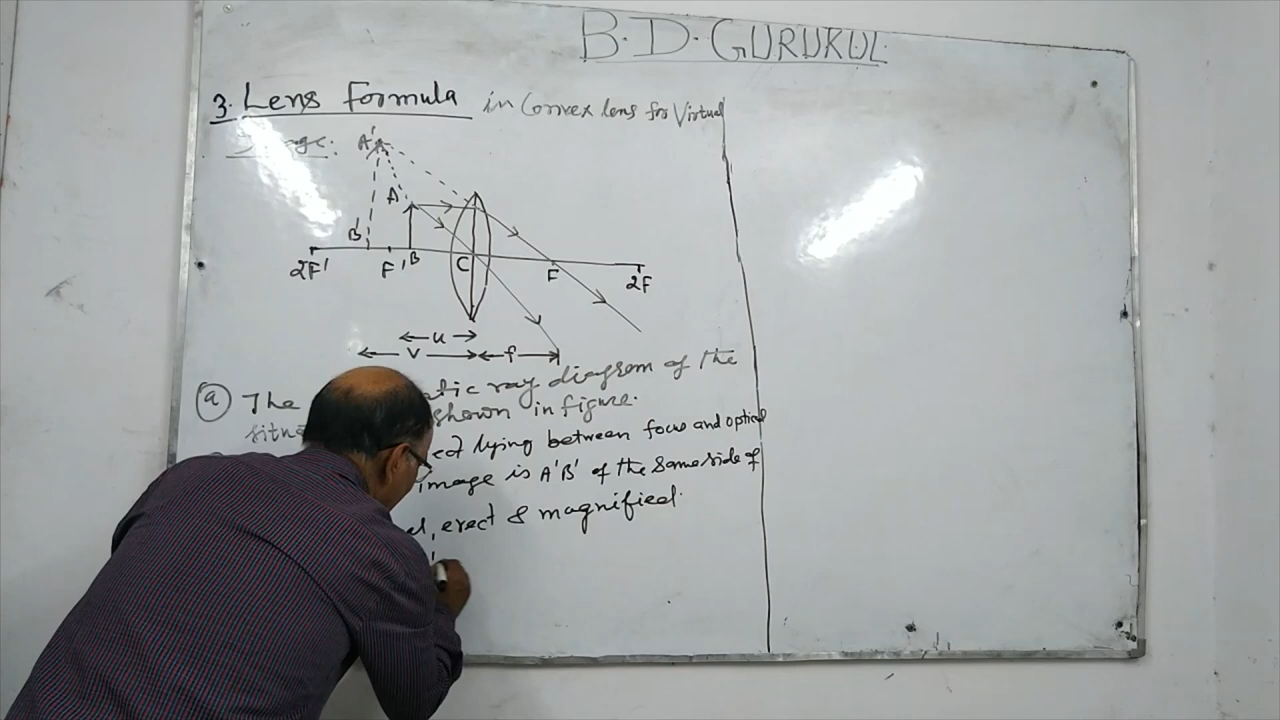 B.D.GURUKUL
3. Lens Formula in Convex lens for Virtual
Image:
A'
A
B'
2F' F' B C F 2F
u
v f
(a) The ray diagram of the
shown in figure.
lying between focus and optical
image is A'B' of the same side of
erect & magnified.